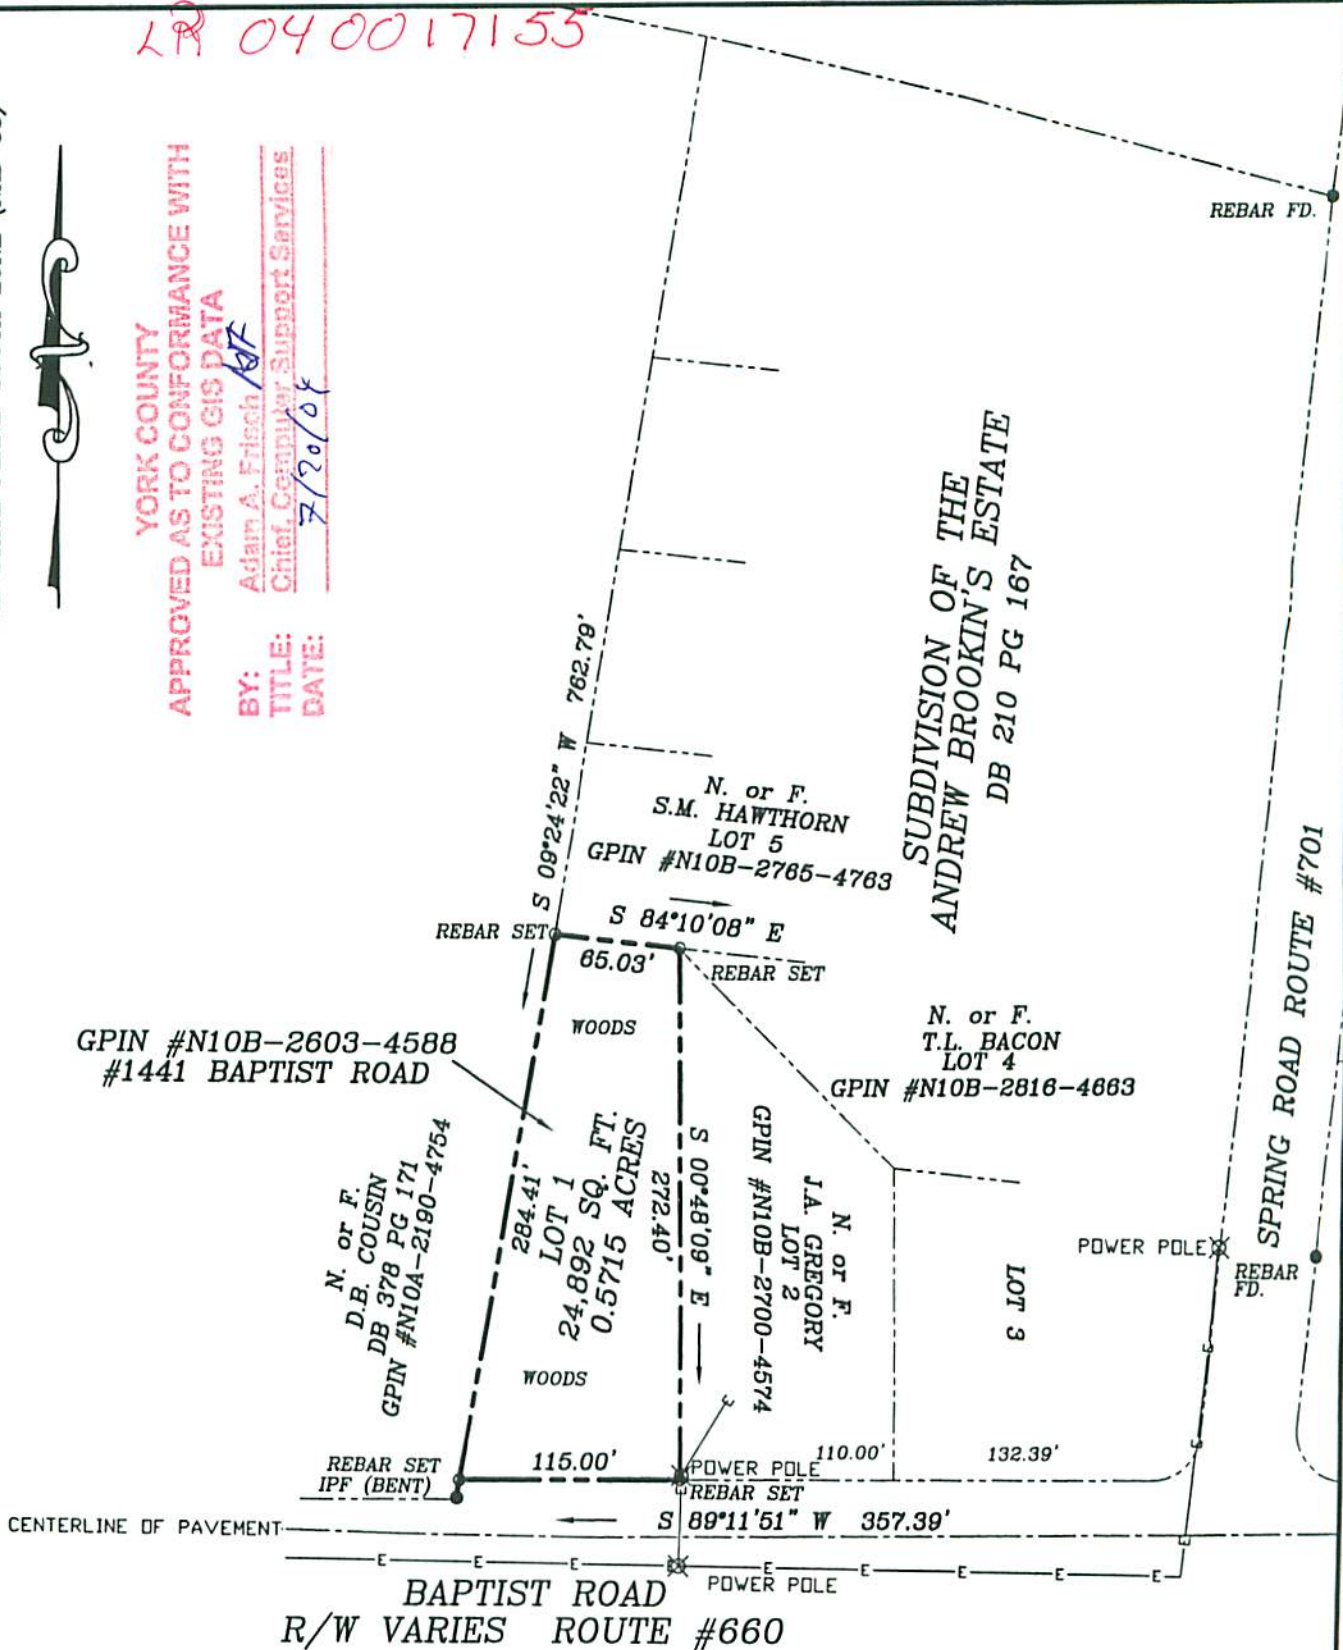 LR 040017155
YORK COUNTY
APPROVED AS TO CONFORMANCE WITH
EXISTING GIS DATA
BY: Adam A. Frisch
TITLE: Chief, Computer Support Services
DATE: 7/20/04
REBAR FD.
SUBDIVISION OF THE
ANDREW BROOKIN'S ESTATE
DB 210 PG 167
SPRING ROAD ROUTE #701
S 09°24'22" W 762.79'
N. or F.
S.M. HAWTHORN
LOT 5
GPIN #N10B-2765-4763
REBAR SET
S 84°10'08" E
65.03'
REBAR SET
WOODS
GPIN #N10B-2603-4588
#1441 BAPTIST ROAD
N. or F.
T.L. BACON
LOT 4
GPIN #N10B-2816-4663
N. or F.
D.B. COUSIN
DB 378 PG 171
GPIN #N10A-2190-4754
284.41'
LOT 1
24,892 SQ. FT.
0.5715 ACRES
272.40'
S 00°48'09" E
N. or F.
J.A. GREGORY
LOT 2
GPIN #N10B-2700-4574
LOT 3
POWER POLE
REBAR
FD.
WOODS
REBAR SET
IPF (BENT)
115.00'
POWER POLE
REBAR SET
110.00'
132.39'
S 89°11'51" W 357.39'
CENTERLINE OF PAVEMENT
E E E E E E E E
POWER POLE
BAPTIST ROAD
R/W VARIES ROUTE #660